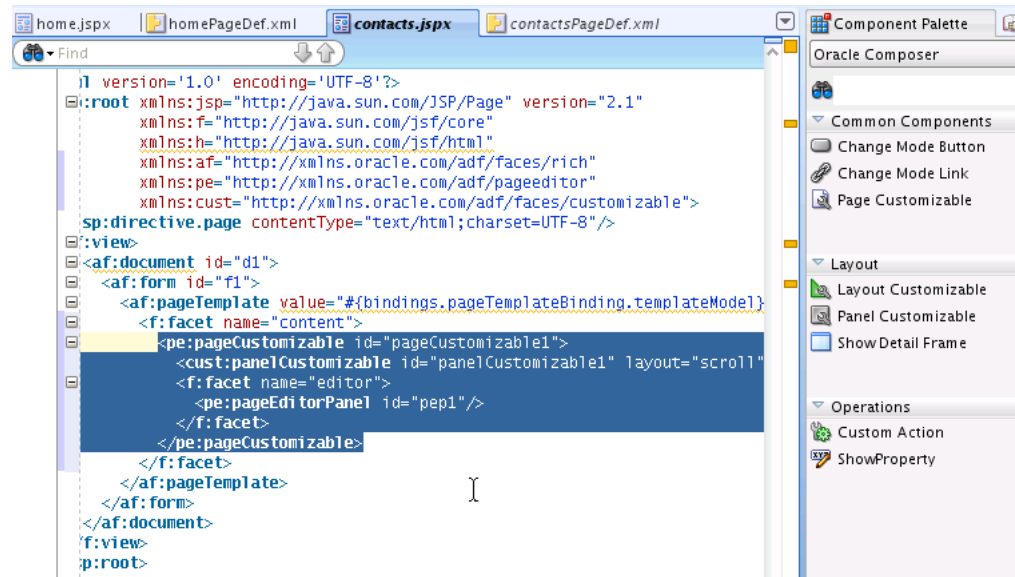 home.jspx
homePageDef.xml
contacts.jspx
contactsPageDef.xml
Component Palette
Find
Oracle Composer
l version='1.0' encoding='UTF-8'?>
:root xmlns:jsp="http://java.sun.com/JSP/Page" version="2.1"
xmlns:f="http://java.sun.com/jsf/core"
xmlns:h="http://java.sun.com/jsf/html"
xmlns:af="http://xmlns.oracle.com/adf/faces/rich"
xmlns:pe="http://xmlns.oracle.com/adf/pageeditor"
xmlns:cust="http://xmlns.oracle.com/adf/faces/customizable">
sp:directive.page contentType="text/html;charset=UTF-8"/>
f:view>
<af:document id="d1">
<af:form id="f1">
<af:pageTemplate value="#{bindings.pageTemplateBinding.templateModel}
<f:facet name="content">
<pe:pageCustomizable id="pageCustomizable1">
<cust:panelCustomizable id="panelCustomizable1" layout="scroll"
<f:facet name="editor">
<pe:pageEditorPanel id="pep1"/>
</f:facet>
</pe:pageCustomizable>
</f:facet>
</af:pageTemplate>
</af:form>
</af:document>
f:view>
p:root>
Common Components
Change Mode Button
Change Mode Link
Page Customizable
Layout
Layout Customizable
Panel Customizable
Show Detail Frame
Operations
Custom Action
ShowProperty